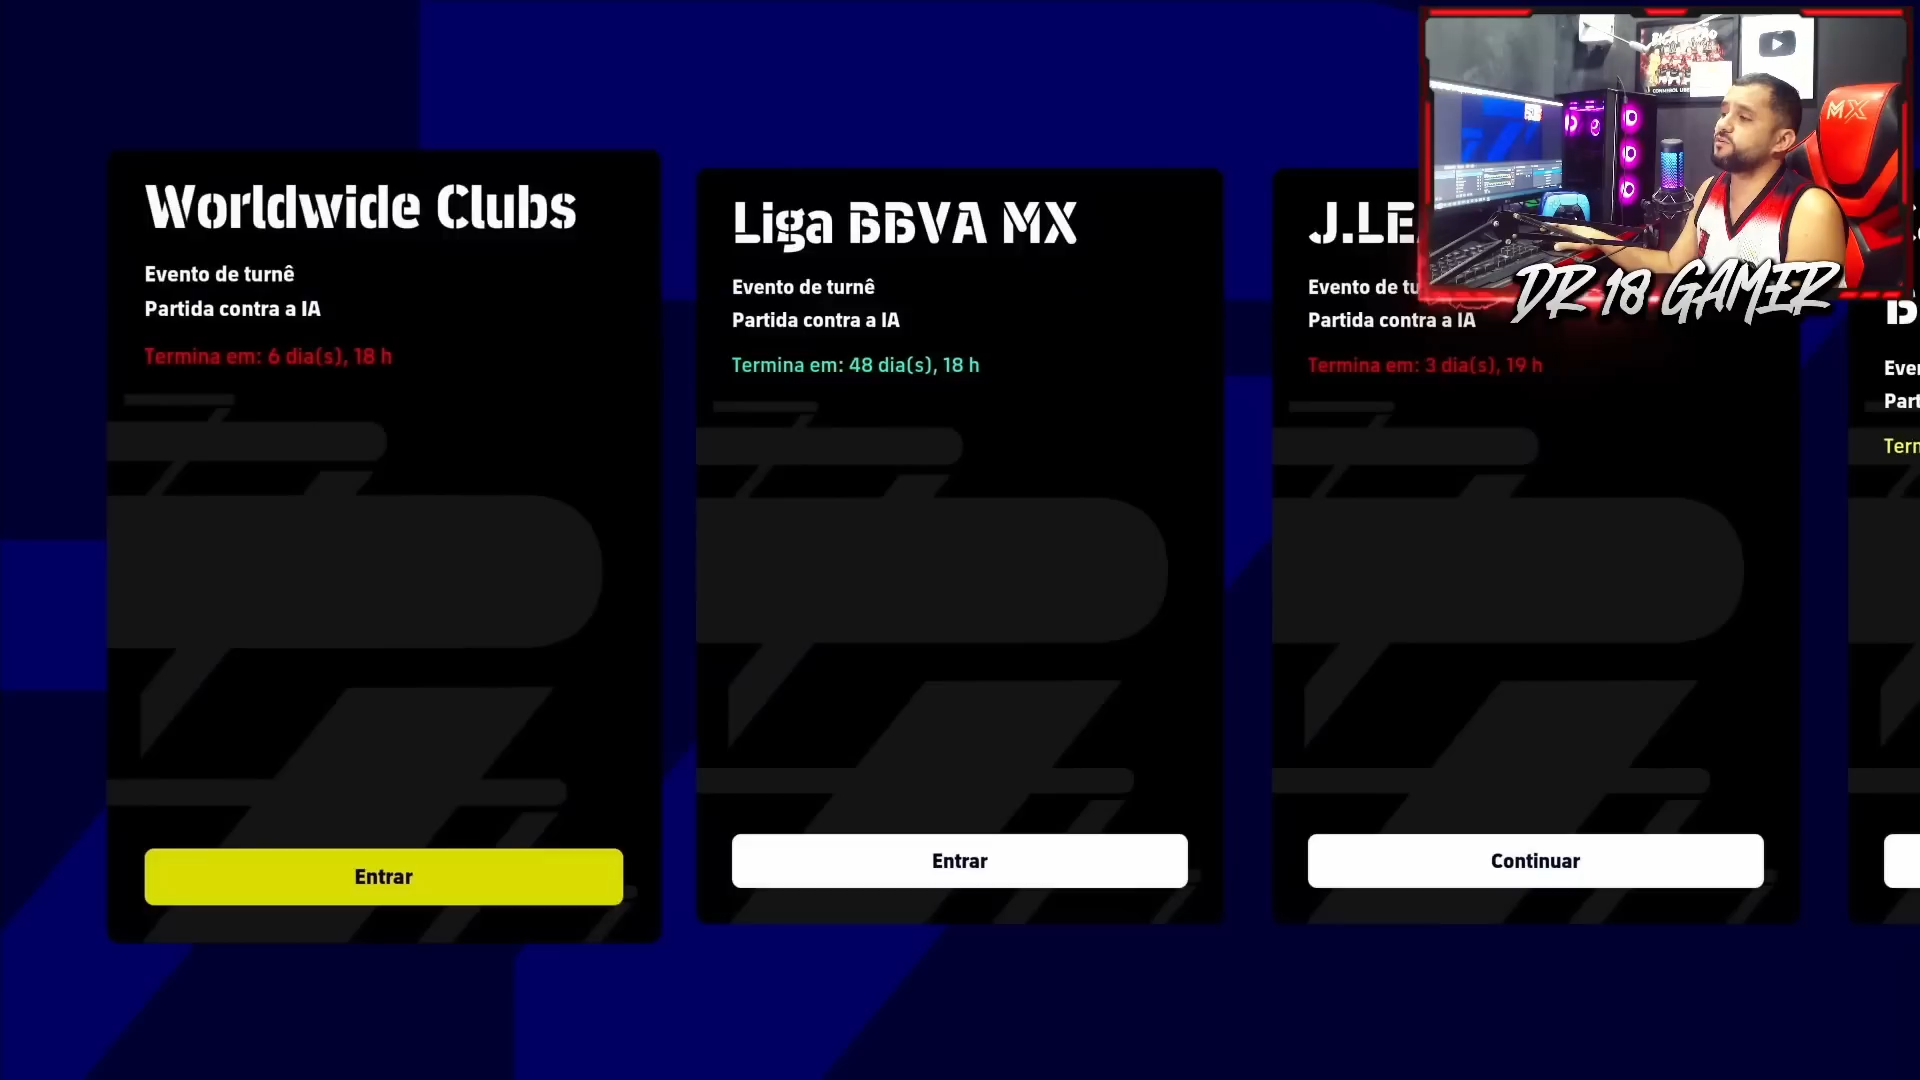 Worldwide Clubs
Evento de turnê
Partida contra a IA
Termina em: 6 dia(s), 18 h
Entrar
Liga BBVA MX
Evento de turnê
Partida contra a IA
Termina em: 48 dia(s), 18 h
Entrar
J.LE
Evento de tu
Partida contra a IA
Termina em: 3 dia(s), 19 h
Continuar
MX
DR 18 GAMER
Even
Part
Tern